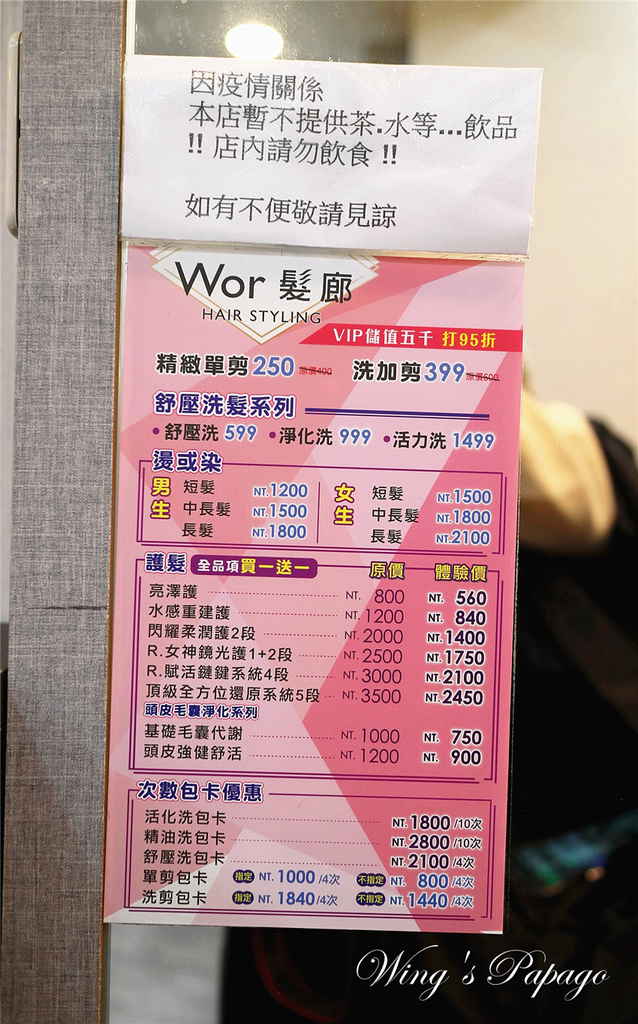 因疫情關係
本店暫不提供茶.水等...飲品
!! 店內請勿飲食 !!
如有不便敬請見諒
Wor 髮廊
HAIR STYLING
VIP儲值五千 打95折
精緻單剪250 原價400 洗加剪399 原價600
舒壓洗髮系列
•舒壓洗 599 •淨化洗 999 •活力洗 1499
燙或染
男生 短髮 NT.1200 女生 短髮 NT.1500
中長髮 NT.1500 中長髮 NT.1800
長髮 NT.1800 長髮 NT.2100
護髮 全品項買一送一 原價 體驗價
亮澤護 NT. 800 NT. 560
水感重建護 NT. 1200 NT. 840
閃耀柔潤護2段 NT. 2000 NT. 1400
R.女神鏡光護1+2段 NT. 2500 NT. 1750
R.賦活鏈鍵系統4段 NT. 3000 NT. 2100
頂級全方位還原系統5段 NT. 3500 NT. 2450
頭皮毛囊淨化系列
基礎毛囊代謝 NT. 1000 NT. 750
頭皮強健舒活 NT. 1200 NT. 900
次數包卡優惠
活化洗包卡 NT. 1800 /10次
精油洗包卡 NT. 2800 /10次
舒壓洗包卡 NT. 2100 /4次
單剪包卡 指定 NT. 1000 /4次 不指定 NT. 800 /4次
洗剪包卡 指定 NT. 1840 /4次 不指定 NT. 1440 /4次
Wing's Papago